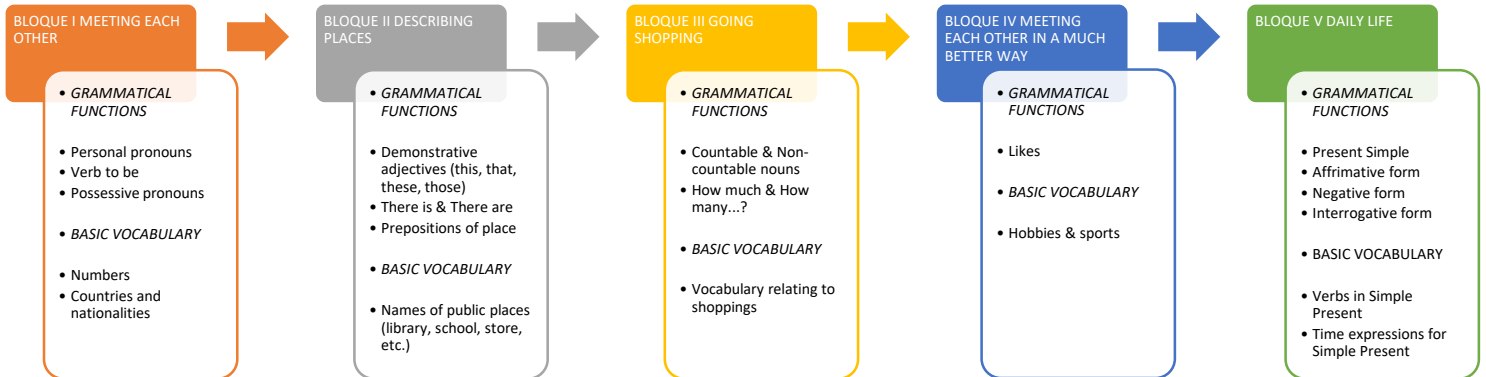 BLOQUE I MEETING EACH
OTHER
• GRAMMATICAL
FUNCTIONS
• Personal pronouns
• Verb to be
• Possessive pronouns
• BASIC VOCABULARY
• Numbers
• Countries and
nationalities
BLOQUE II DESCRIBING
PLACES
• GRAMMATICAL
FUNCTIONS
• Demonstrative
adjectives (this, that,
these, those)
• There is & There are
• Prepositions of place
• BASIC VOCABULARY
• Names of public places
(library, school, store,
etc.)
BLOQUE III GOING
SHOPPING
• GRAMMATICAL
FUNCTIONS
• Countable & Non-
countable nouns
• How much & How
many...?
• BASIC VOCABULARY
• Vocabulary relating to
shoppings
BLOQUE IV MEETING
EACH OTHER IN A MUCH
BETTER WAY
• GRAMMATICAL
FUNCTIONS
• Likes
• BASIC VOCABULARY
• Hobbies & sports
BLOQUE V DAILY LIFE
• GRAMMATICAL
FUNCTIONS
• Present Simple
• Affrimative form
• Negative form
• Interrogative form
• BASIC VOCABULARY
• Verbs in Simple
Present
• Time expressions for
Simple Present